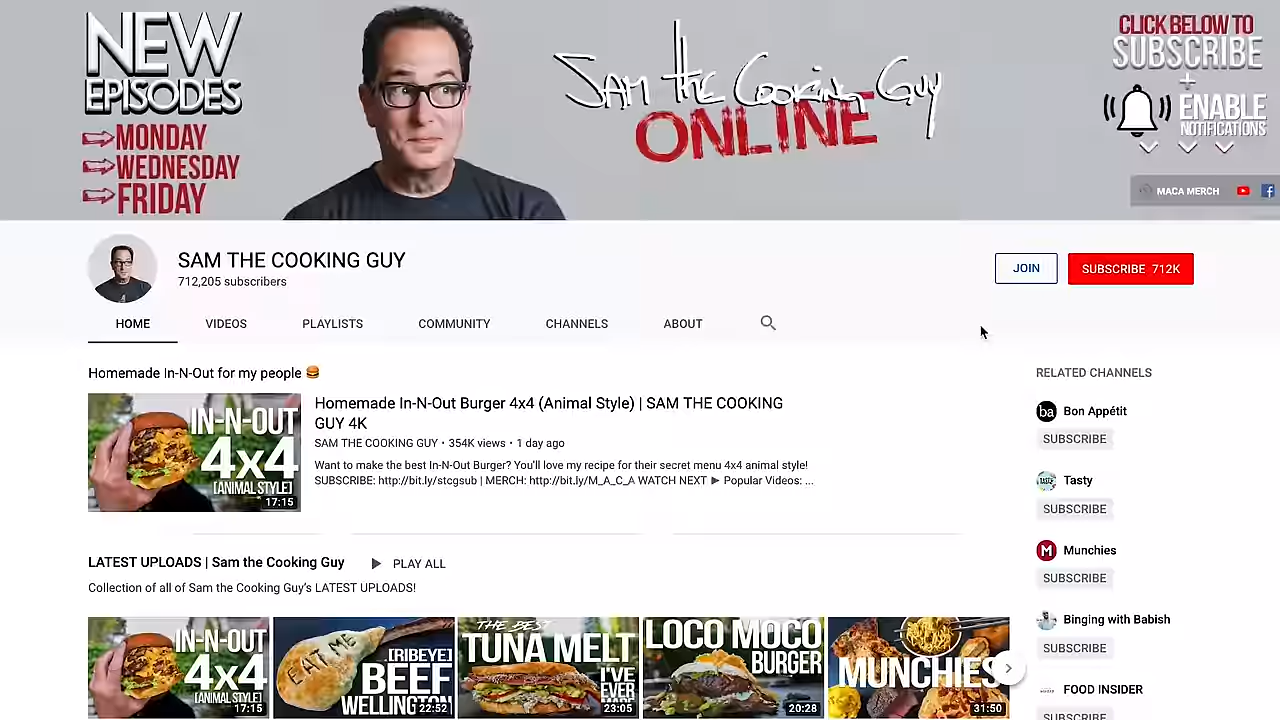 NEW
EPISODES
MONDAY
WEDNESDAY
FRIDAY
SAM THE COOKING GUY
ONLINE
CLICK BELOW TO
SUBSCRIBE
+
ENABLE
NOTIFICATIONS
MACA MERCH
SAM THE COOKING GUY
712,205 subscribers
JOIN
SUBSCRIBE 712K
HOME
VIDEOS
PLAYLISTS
COMMUNITY
CHANNELS
ABOUT
Homemade In-N-Out for my people 🍔
IN-N-OUT
4x4
[ANIMAL STYLE]
17:15
Homemade In-N-Out Burger 4x4 (Animal Style) | SAM THE COOKING
GUY 4K
SAM THE COOKING GUY • 354K views • 1 day ago
Want to make the best In-N-Out Burger? You'll love my recipe for their secret menu 4x4 animal style!
SUBSCRIBE: http://bit.ly/stcgsub | MERCH: http://bit.ly/M_A_C_A WATCH NEXT ► Popular Videos: ...
RELATED CHANNELS
ba
Bon Appétit
SUBSCRIBE
Tasty
SUBSCRIBE
M
Munchies
SUBSCRIBE
Binging with Babish
SUBSCRIBE
FOOD INSIDER
SUBSCRIBE
LATEST UPLOADS | Sam the Cooking Guy
PLAY ALL
Collection of all of Sam the Cooking Guy's LATEST UPLOADS!
IN-N-OUT
4x4
[ANIMAL STYLE]
17:15
EAT ME
[RIBEYE]
BEEF
WELLINGTON
22:52
THE BEST
TUNA MELT
I'VE
EVER
MADE
23:05
LOCO MOCO
BURGER
20:28
MUNCHIES
31:50